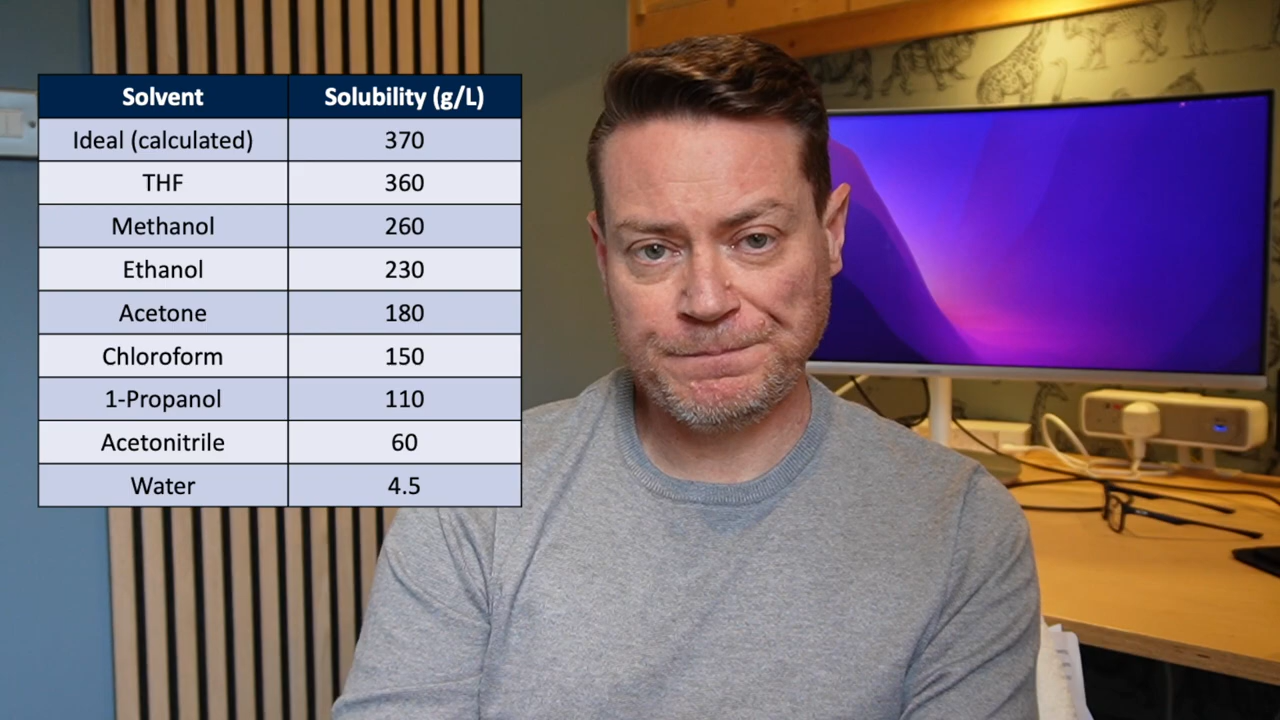 Solvent Solubility (g/L)
Ideal (calculated) 370
THF 360
Methanol 260
Ethanol 230
Acetone 180
Chloroform 150
1-Propanol 110
Acetonitrile 60
Water 4.5